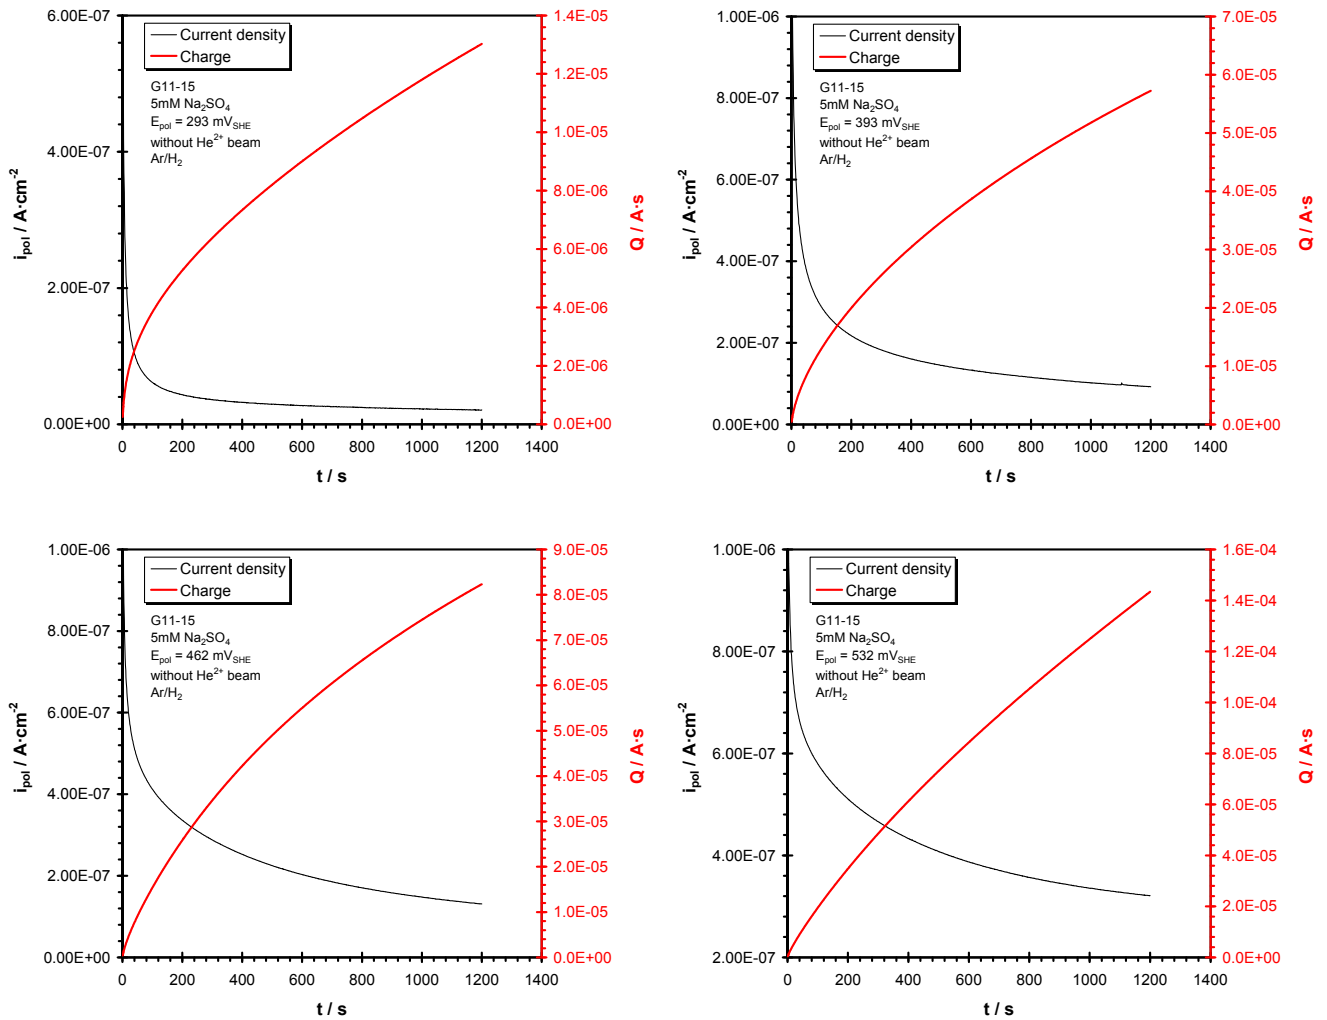 6.00E-07
4.00E-07
2.00E-07
0.00E+00
i_pol / A·cm⁻²
Current density
Charge
G11-15
5mM Na₂SO₄
E_pol = 293 mV_SHE
without He²⁺ beam
Ar/H₂
1.4E-05
1.2E-05
1.0E-05
8.0E-06
6.0E-06
4.0E-06
2.0E-06
0.0E+00
Q / A·s
0 200 400 600 800 1000 1200 1400
t / s
1.00E-06
8.00E-07
6.00E-07
4.00E-07
2.00E-07
0.00E+00
i_pol / A·cm⁻²
Current density
Charge
G11-15
5mM Na₂SO₄
E_pol = 393 mV_SHE
without He²⁺ beam
Ar/H₂
7.0E-05
6.0E-05
5.0E-05
4.0E-05
3.0E-05
2.0E-05
1.0E-05
0.0E+00
Q / A·s
0 200 400 600 800 1000 1200 1400
t / s
1.00E-06
8.00E-07
6.00E-07
4.00E-07
2.00E-07
0.00E+00
i_pol / A·cm⁻²
Current density
Charge
G11-15
5mM Na₂SO₄
E_pol = 462 mV_SHE
without He²⁺ beam
Ar/H₂
9.0E-05
8.0E-05
7.0E-05
6.0E-05
5.0E-05
4.0E-05
3.0E-05
2.0E-05
1.0E-05
0.0E+00
Q / A·s
0 200 400 600 800 1000 1200 1400
t / s
1.00E-06
8.00E-07
6.00E-07
4.00E-07
2.00E-07
i_pol / A·cm⁻²
Current density
Charge
G11-15
5mM Na₂SO₄
E_pol = 532 mV_SHE
without He²⁺ beam
Ar/H₂
1.6E-04
1.4E-04
1.2E-04
1.0E-04
8.0E-05
6.0E-05
4.0E-05
2.0E-05
0.0E+00
Q / A·s
0 200 400 600 800 1000 1200 1400
t / s